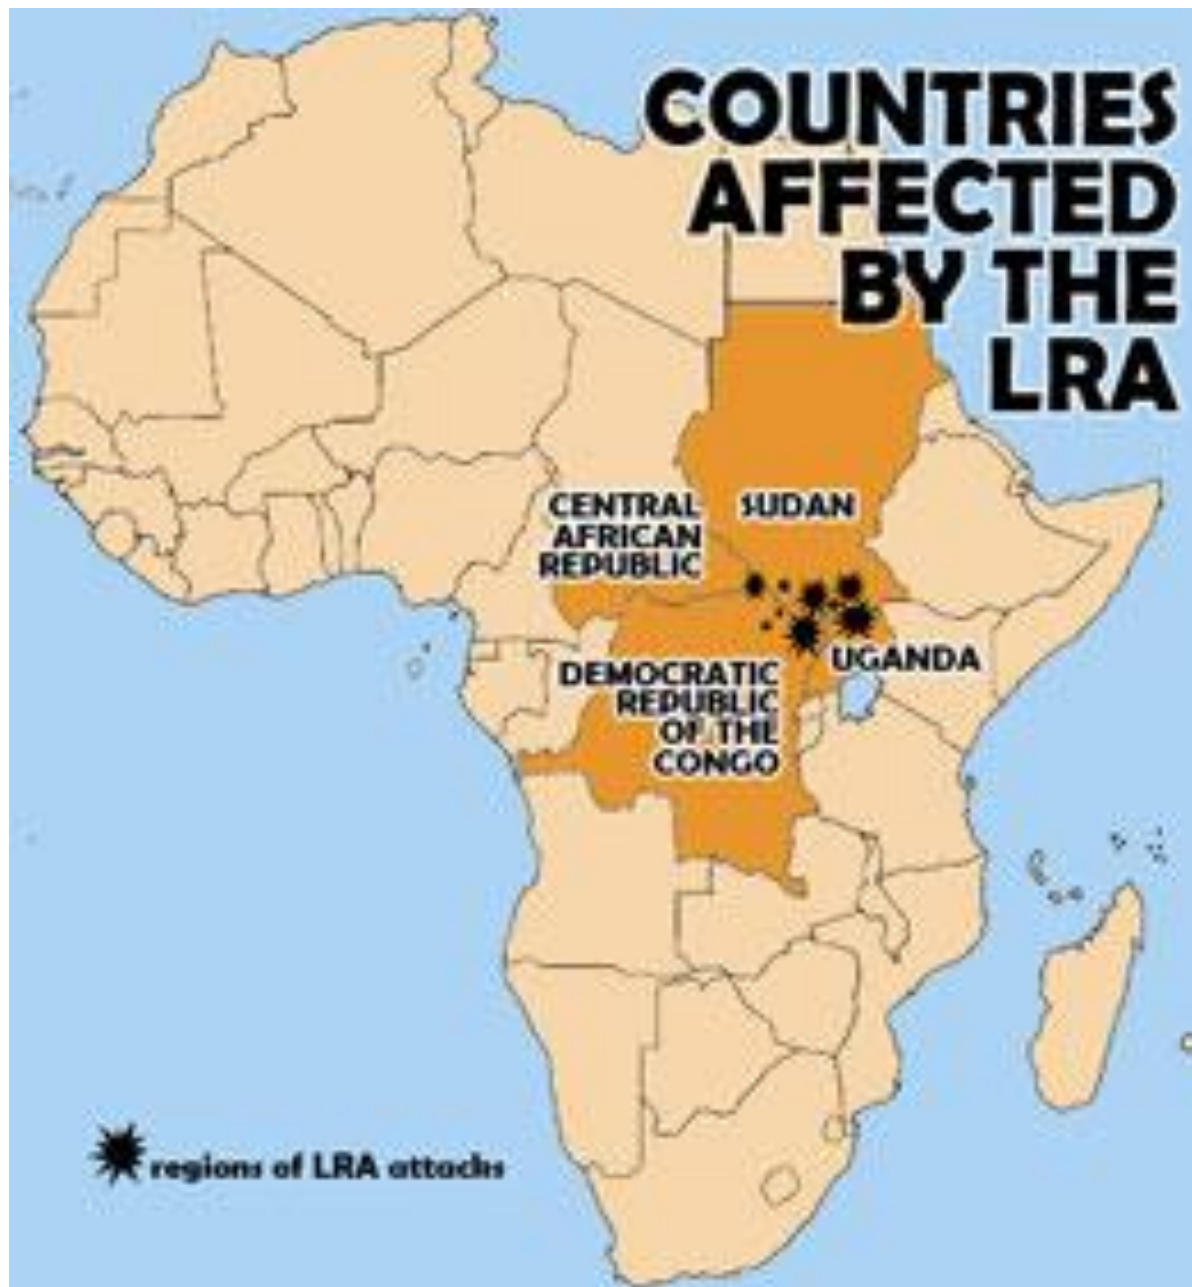 COUNTRIES
AFFECTED
BY THE
LRA
CENTRAL
AFRICAN
REPUBLIC
SUDAN
UGANDA
DEMOCRATIC
REPUBLIC
OF THE
CONGO
regions of LRA attacks